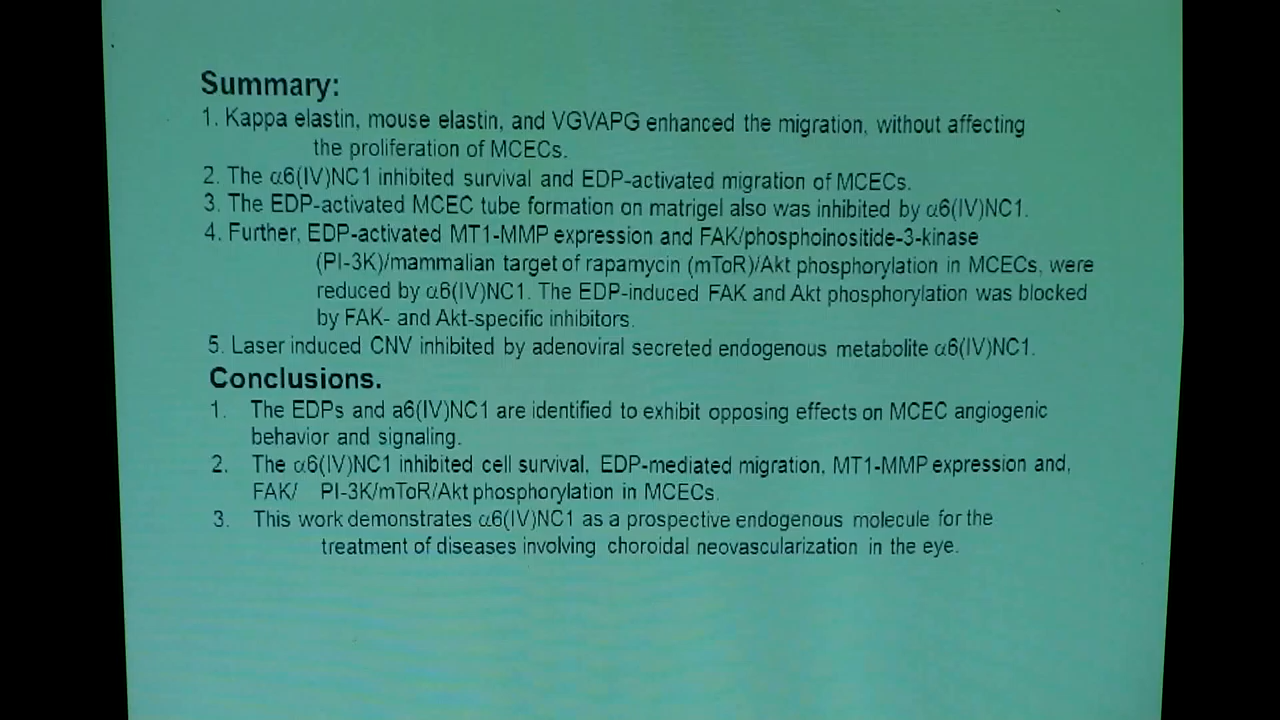 Summary:
1. Kappa elastin, mouse elastin, and VGVAPG enhanced the migration, without affecting
the proliferation of MCECs.
2. The α6(IV)NC1 inhibited survival and EDP-activated migration of MCECs.
3. The EDP-activated MCEC tube formation on matrigel also was inhibited by α6(IV)NC1.
4. Further, EDP-activated MT1-MMP expression and FAK/phosphoinositide-3-kinase
(PI-3K)/mammalian target of rapamycin (mToR)/Akt phosphorylation in MCECs, were
reduced by α6(IV)NC1. The EDP-induced FAK and Akt phosphorylation was blocked
by FAK- and Akt-specific inhibitors.
5. Laser induced CNV inhibited by adenoviral secreted endogenous metabolite α6(IV)NC1.
Conclusions.
1. The EDPs and a6(IV)NC1 are identified to exhibit opposing effects on MCEC angiogenic
behavior and signaling.
2. The α6(IV)NC1 inhibited cell survival, EDP-mediated migration, MT1-MMP expression and,
FAK/ PI-3K/mToR/Akt phosphorylation in MCECs.
3. This work demonstrates α6(IV)NC1 as a prospective endogenous molecule for the
treatment of diseases involving choroidal neovascularization in the eye.